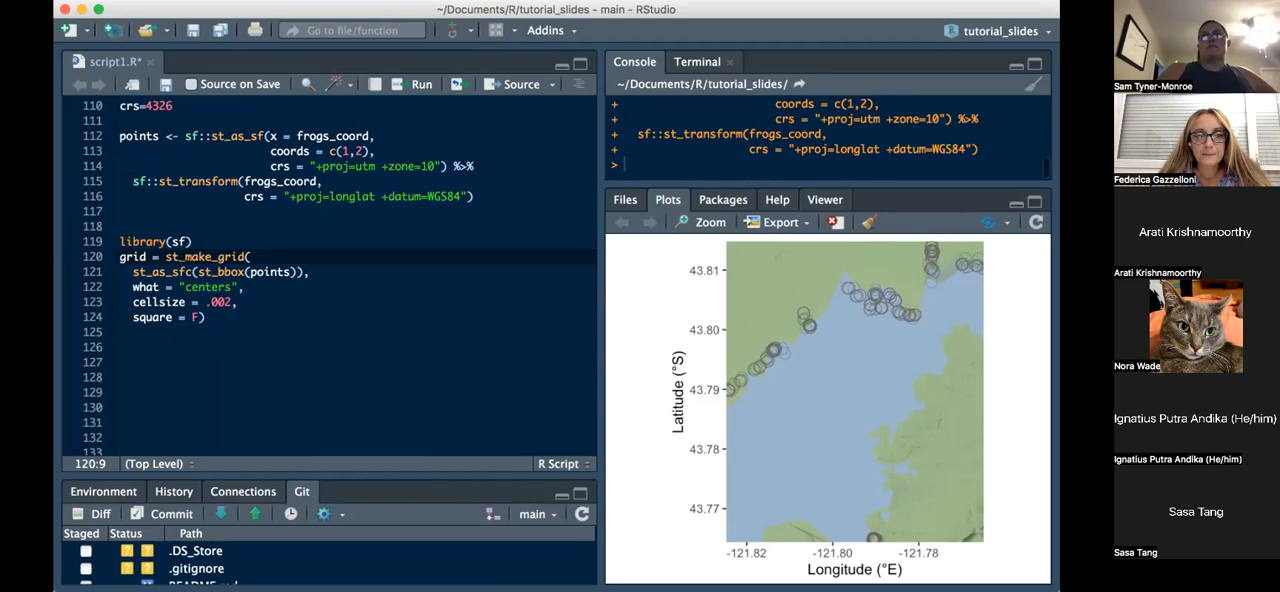 ~/Documents/R/tutorial_slides - main - RStudio
Go to file/function
Addins
tutorial_slides
script1.R*
Source on Save
Run
Source
110 crs=4326
111
112 points <- sf::st_as_sf(x = frogs_coord,
113 coords = c(1,2),
114 crs = "+proj=utm +zone=10") %>%
115 sf::st_transform(frogs_coord,
116 crs = "+proj=longlat +datum=WGS84")
117
118
119 library(sf)
120 grid = st_make_grid(
121 st_as_sfc(st_bbox(points)),
122 what = "centers",
123 cellsize = .002,
124 square = F)
125
126
127
128
129
130
131
132
133
120:9 (Top Level) R Script
Environment History Connections Git
Diff Commit main
Staged Status Path
? ? .DS_Store
? ? .gitignore
README.md
Console Terminal
~/Documents/R/tutorial_slides/
+ coords = c(1,2),
+ crs = "+proj=utm +zone=10") %>%
+ sf::st_transform(frogs_coord,
+ crs = "+proj=longlat +datum=WGS84")
>
Files Plots Packages Help Viewer
Zoom Export
43.81
43.80
43.79
43.78
43.77
Latitude (°S)
-121.82 -121.80 -121.78
Longitude (°E)
Sam Tyner-Monroe
Federica Gazzelloni
Arati Krishnamoorthy
Arati Krishnamoorthy
Nora Wade
Ignatius Putra Andika (He/him)
Ignatius Putra Andika (He/him)
Sasa Tang
Sasa Tang